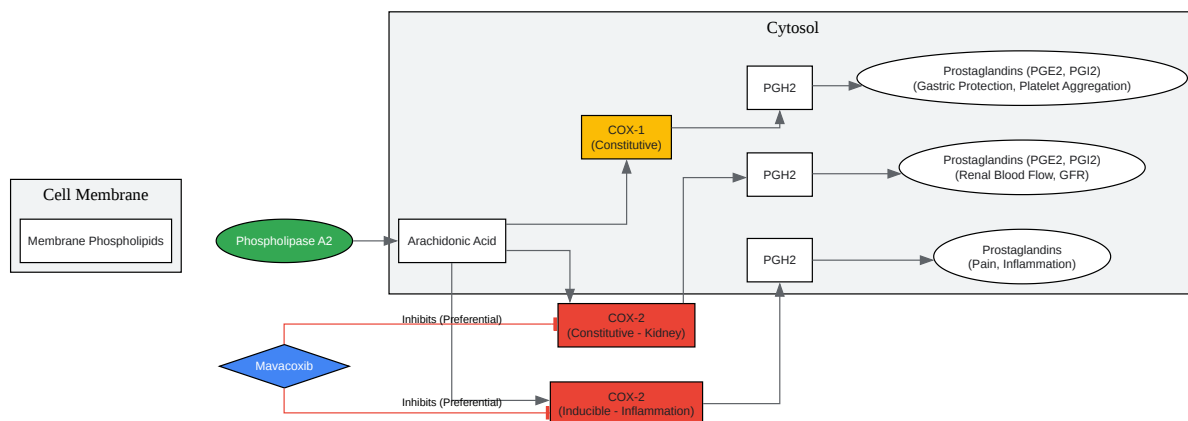 Cytosol
Prostaglandins (PGE2, PGI2)
(Gastric Protection, Platelet Aggregation)
PGH2
COX-1
(Constitutive)
Prostaglandins (PGE2, PGI2)
(Renal Blood Flow, GFR)
PGH2
Cell Membrane
Membrane Phospholipids
Phospholipase A2
Arachidonic Acid
PGH2
Prostaglandins
(Pain, Inflammation)
Inhibits (Preferential)
COX-2
(Constitutive - Kidney)
Mavacoxib
Inhibits (Preferential)
COX-2
(Inducible - Inflammation)